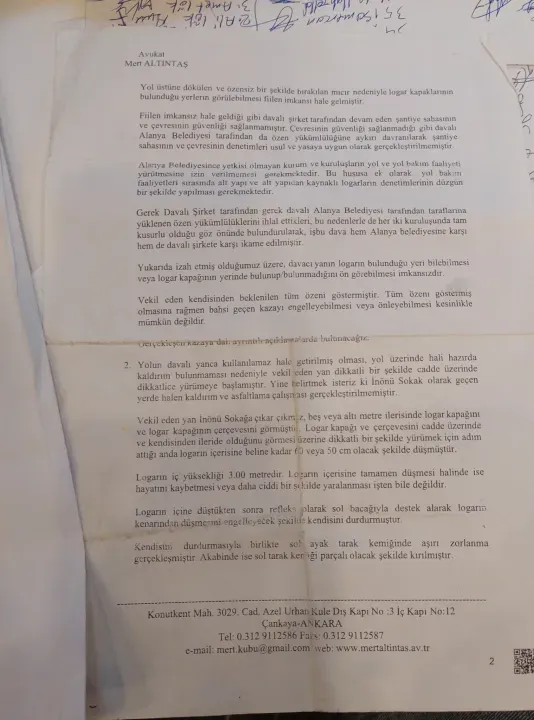 Avukat
Mert ALTINTAŞ
Yol üstüne dökülen ve özensiz bir şekilde bırakılan mıcır nedeniyle logar kapaklarının
bulunduğu yerlerin görülebilmesi fiilen imkansı hale gelmiştir.
Fiilen imkansız hale geldiği gibi davalı şirket tarafından devam eden şantiye sahasının
ve çevresinin güvenliği sağlanmamıştır. Çevresinin güvenliği sağlanmadığı gibi davalı
Alanya Belediyesi tarafından da özen yükümlülüğüne aykırı davranılarak şantiye
sahasının ve çevresinin denetimleri usul ve yasaya uygun olarak gerçekleştirilmemiştir.
Alanya Belediyesince yetkisi olmayan kurum ve kuruluşların yol ve yol bakım faaliyeti
yürütmesine izin verilmemesi gerekmektedir. Bu hususa ek olarak yol bakım
faaliyetleri sırasında alt yapı ve alt yapıdan kaynaklı logarların denetimlerinin düzgün
bir şekilde yapılması gerekmektedir.
Gerek Davalı Şirket tarafından gerek davalı Alanya Belediyesi tarafından taraflarına
yüklenen özen yükümlülüklerini ihlal ettikleri, bu nedenlerle de her iki kuruluşunda tam
kusurlu olduğu göz önünde bulundurularak, işbu dava hem Alanya belediyesine karşı
hem de davalı şirkete karşı ikame edilmiştir.
Yukarıda izah etmiş olduğumuz üzere, davacı yanın logarın bulunduğu yeri bilebilmesi
veya logar kapağının yerinde bulunup/bulunmadığını ön görebilmesi imkansızdır.
Vekil eden kendisinden beklenilen tüm özeni göstermiştir. Tüm özeni göstermiş
olmasına rağmen bahsi geçen kazayı engelleyebilmesi veya önleyebilmesi kesinlikle
mümkün değildir.
Gerçekleşen kazaya dair ayrıntılı açıklamalarda bulunacağız.
2. Yolun davalı yanca kullanılamaz hale getirilmiş olması, yol üzerinde hali hazırda
kaldırım bulunmaması nedeniyle vekil eden yan dikkatli bir şekilde cadde üzerinde
dikkatlice yürümeye başlamıştır. Yine belirtmek isteriz ki İnönü Sokak olarak geçen
yerde halen kaldırım ve asfaltlama çalışması gerçekleştirilmemiştir.
Vekil eden yan İnönü Sokağa çıkar çıkmaz, beş veya altı metre ilerisinde logar kapağını
ve logar kapağının çerçevesini görmüştür. Logar kapağı ve çerçevesini cadde üzerinde
ve kendisinden ileride olduğunu görmesi üzerine dikkatli bir şekilde yürümek için adım
attığı anda logarın içerisine beline kadar 60 veya 50 cm olacak şekilde düşmüştür.
Logarın iç yüksekliği 3.00 metredir. Logarın içerisine tamamen düşmesi halinde ise
hayatını kaybetmesi veya daha ciddi bir şekilde yaralanması işten bile değildir.
Logarın içine düştükten sonra refleks olarak sol bacağıyla destek alarak logarın
kenarından düşmesini engelleyecek şekilde kendisini durdurmuştur.
Kendisini durdurmasıyla birlikte sol ayak tarak kemiğinde aşırı zorlanma
gerçekleşmiştir. Akabinde ise sol tarak kemiği parçalı olacak şekilde kırılmıştır.
Konutkent Mah. 3029. Cad. Azel Urhan Kule Dış Kapı No :3 İç Kapı No:12
Çankaya-ANKARA
Tel: 0.312 9112586 Faks: 0.312 9112587
e-mail: mert.kubu@gmail.com web: www.mertaltintas.av.tr
2